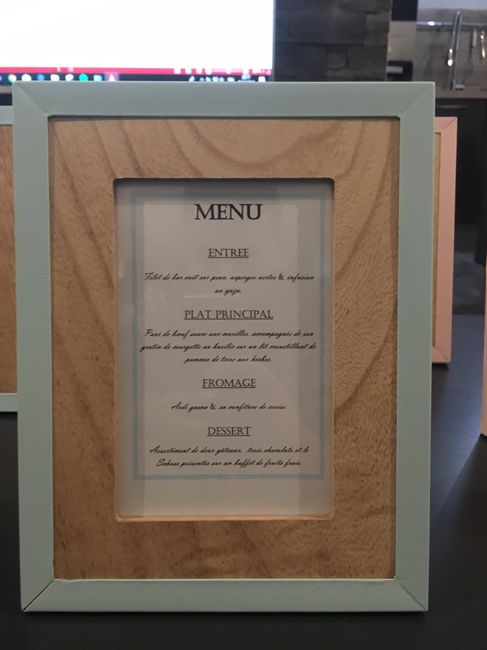 MENU
ENTREE
Filet de bar cuit sur peau, asperges vertes & infusion
au yuzu.
PLAT PRINCIPAL
Pavé de bœuf sauce aux morilles, accompagnée de son
gratin de courgette au basilic sur un lit croustillant de
pommes de terre aux herbes.
FROMAGE
Ardi gasna & sa confiture de cerise.
DESSERT
Assortiment de deux gâteaux, trois chocolats et le
présentés sur un buffet de fruits frais.